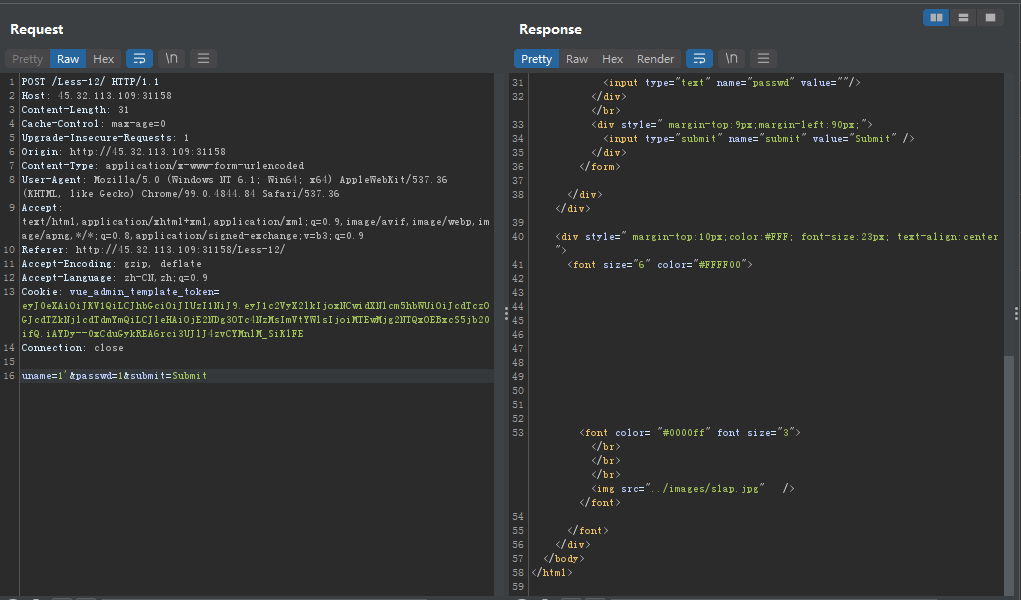 Request
Response
Pretty Raw Hex \n
Pretty Raw Hex Render \n
1 POST /Less-12/ HTTP/1.1
2 Host: 45.32.113.109:31158
3 Content-Length: 31
4 Cache-Control: max-age=0
5 Upgrade-Insecure-Requests: 1
6 Origin: http://45.32.113.109:31158
7 Content-Type: application/x-www-form-urlencoded
8 User-Agent: Mozilla/5.0 (Windows NT 6.1; Win64; x64) AppleWebKit/537.36
(KHTML, like Gecko) Chrome/99.0.4844.84 Safari/537.36
9 Accept:
text/html,application/xhtml+xml,application/xml;q=0.9,image/avif,image/webp,im
age/apng,*/*;q=0.8,application/signed-exchange;v=b3;q=0.9
10 Referer: http://45.32.113.109:31158/Less-12/
11 Accept-Encoding: gzip, deflate
12 Accept-Language: zh-CN,zh;q=0.9
13 Cookie: vue_admin_template_token=
14 Connection: close
15
16 uname=1'&passwd=1&submit=Submit
31 <input type="text" name="passwd" value=""/>
32 </div>
</br>
33 <div style=" margin-top:9px;margin-left:90px;">
34 <input type="submit" name="submit" value="Submit" />
35 </div>
36 </form>
37
38 </div>
</div>
39
40 <div style=" margin-top:10px;color:#FFF; font-size:23px; text-align:center
">
41 <font size="6" color="#FFFF00">
42
43
44
45
46
47
48
49
50
51
52
53 <font color= "#0000ff" font size="3">
</br>
</br>
</br>
<img src="../images/slap.jpg" />
</font>
54
55 </font>
56 </div>
57 </body>
58 </html>
59